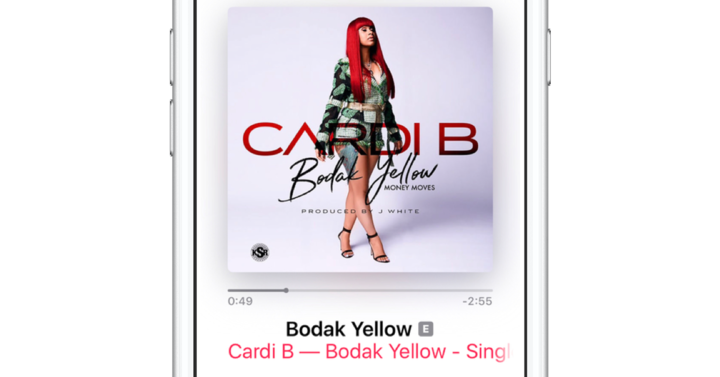 CARDI B
Bodak Yellow
MONEY MOVES
PRODUCED BY J WHITE
KSR
0:49 -2:55
Bodak Yellow E
Cardi B — Bodak Yellow - Singl